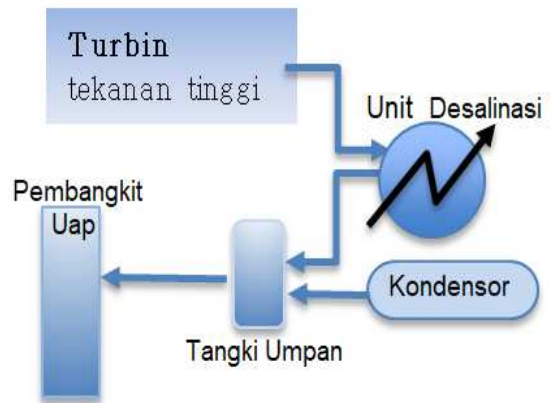 Turbin
tekanan tinggi
Unit Desalinasi
Pembangkit
Uap
Kondensor
Tangki Umpan